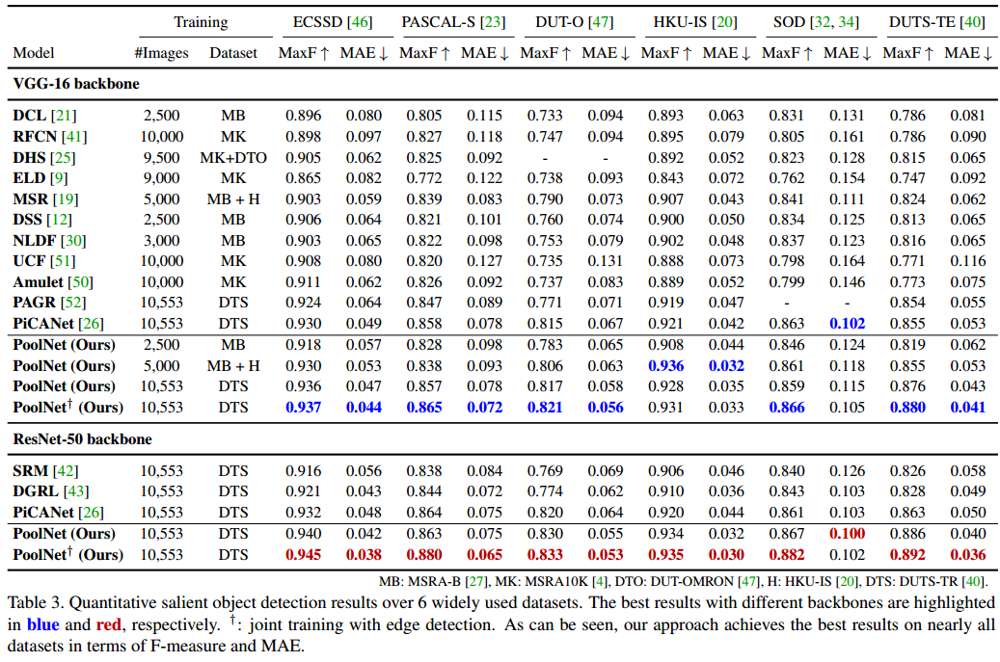 Training ECSSD [46] PASCAL-S [23] DUT-O [47] HKU-IS [20] SOD [32, 34] DUTS-TE [40]
Model #Images Dataset MaxF ↑ MAE ↓ MaxF ↑ MAE ↓ MaxF ↑ MAE ↓ MaxF ↑ MAE ↓ MaxF ↑ MAE ↓ MaxF ↑ MAE ↓
VGG-16 backbone
DCL [21] 2,500 MB 0.896 0.080 0.805 0.115 0.733 0.094 0.893 0.063 0.831 0.131 0.786 0.081
RFCN [41] 10,000 MK 0.898 0.097 0.827 0.118 0.747 0.094 0.895 0.079 0.805 0.161 0.786 0.090
DHS [25] 9,500 MK+DTO 0.905 0.062 0.825 0.092 - - 0.892 0.052 0.823 0.128 0.815 0.065
ELD [9] 9,000 MK 0.865 0.082 0.772 0.122 0.738 0.093 0.843 0.072 0.762 0.154 0.747 0.092
MSR [19] 5,000 MB + H 0.903 0.059 0.839 0.083 0.790 0.073 0.907 0.043 0.841 0.111 0.824 0.062
DSS [12] 2,500 MB 0.906 0.064 0.821 0.101 0.760 0.074 0.900 0.050 0.834 0.125 0.813 0.065
NLDF [30] 3,000 MB 0.903 0.065 0.822 0.098 0.753 0.079 0.902 0.048 0.837 0.123 0.816 0.065
UCF [51] 10,000 MK 0.908 0.080 0.820 0.127 0.735 0.131 0.888 0.073 0.798 0.164 0.771 0.116
Amulet [50] 10,000 MK 0.911 0.062 0.826 0.092 0.737 0.083 0.889 0.052 0.799 0.146 0.773 0.075
PAGR [52] 10,553 DTS 0.924 0.064 0.847 0.089 0.771 0.071 0.919 0.047 - - 0.854 0.055
PiCANet [26] 10,553 DTS 0.930 0.049 0.858 0.078 0.815 0.067 0.921 0.042 0.863 0.102 0.855 0.053
PoolNet (Ours) 2,500 MB 0.918 0.057 0.828 0.098 0.783 0.065 0.908 0.044 0.846 0.124 0.819 0.062
PoolNet (Ours) 5,000 MB + H 0.930 0.053 0.838 0.093 0.806 0.063 0.936 0.032 0.861 0.118 0.855 0.053
PoolNet (Ours) 10,553 DTS 0.936 0.047 0.857 0.078 0.817 0.058 0.928 0.035 0.859 0.115 0.876 0.043
PoolNet† (Ours) 10,553 DTS 0.937 0.044 0.865 0.072 0.821 0.056 0.931 0.033 0.866 0.105 0.880 0.041
ResNet-50 backbone
SRM [42] 10,553 DTS 0.916 0.056 0.838 0.084 0.769 0.069 0.906 0.046 0.840 0.126 0.826 0.058
DGRL [43] 10,553 DTS 0.921 0.043 0.844 0.072 0.774 0.062 0.910 0.036 0.843 0.103 0.828 0.049
PiCANet [26] 10,553 DTS 0.932 0.048 0.864 0.075 0.820 0.064 0.920 0.044 0.861 0.103 0.863 0.050
PoolNet (Ours) 10,553 DTS 0.940 0.042 0.863 0.075 0.830 0.055 0.934 0.032 0.867 0.100 0.886 0.040
PoolNet† (Ours) 10,553 DTS 0.945 0.038 0.880 0.065 0.833 0.053 0.935 0.030 0.882 0.102 0.892 0.036
MB: MSRA-B [27], MK: MSRA10K [4], DTO: DUT-OMRON [47], H: HKU-IS [20], DTS: DUTS-TR [40].
Table 3. Quantitative salient object detection results over 6 widely used datasets. The best results with different backbones are highlighted
in blue and red, respectively. †: joint training with edge detection. As can be seen, our approach achieves the best results on nearly all
datasets in terms of F-measure and MAE.